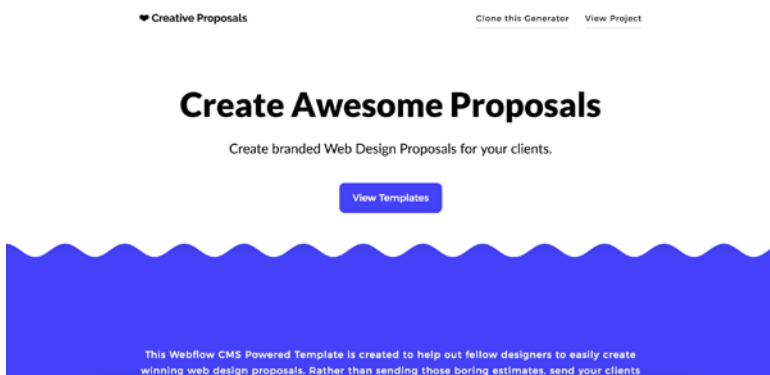 Creative Proposals
Clone this Generator
View Project
Create Awesome Proposals
Create branded Web Design Proposals for your clients.
View Templates
This Webflow CMS Powered Template is created to help out fellow designers to easily create
winning web design proposals. Rather than sending those boring estimates, send your clients